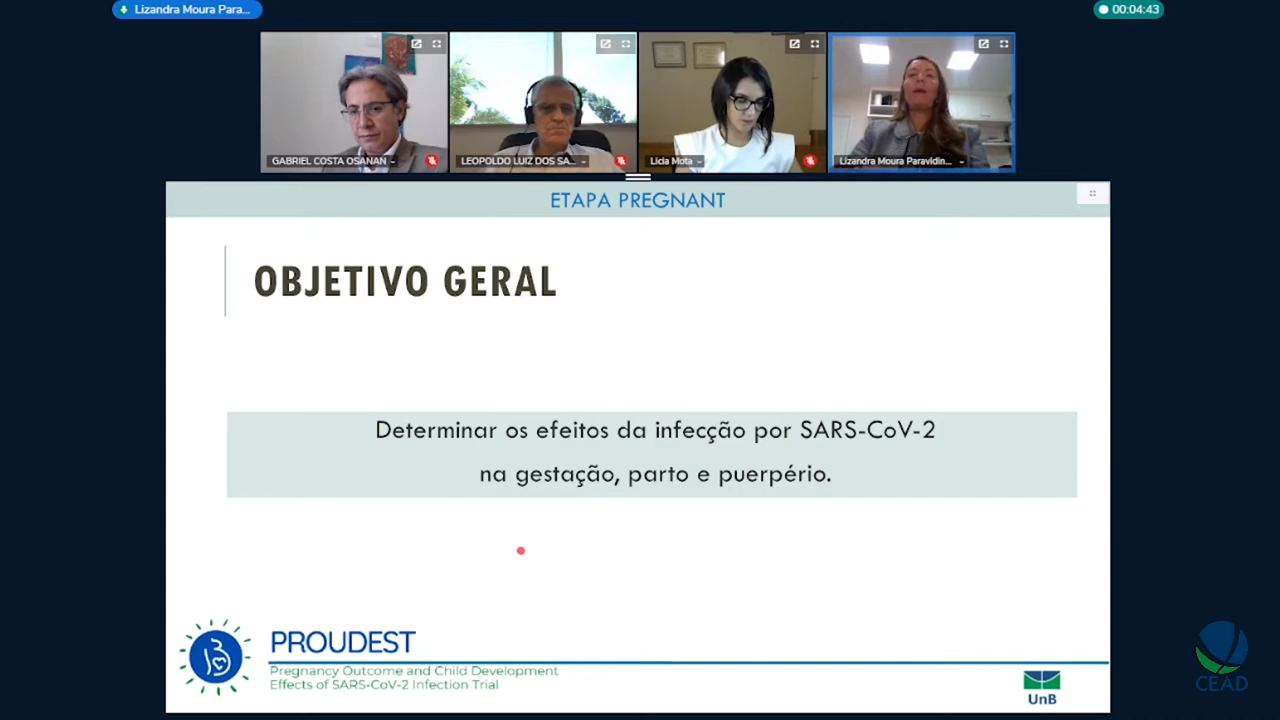 Lizandra Moura Para...
00:04:43
GABRIEL COSTA OSANAN
LEOPOLDO LUIZ DOS SA...
Licia Mota
Lizandra Moura Paravidin...
ETAPA PREGNANT
OBJETIVO GERAL
Determinar os efeitos da infecção por SARS-CoV-2
na gestação, parto e puerpério.
PROUDEST
Pregnancy Outcome and Child Development
Effects of SARS-CoV-2 Infection Trial
UnB
CEAD